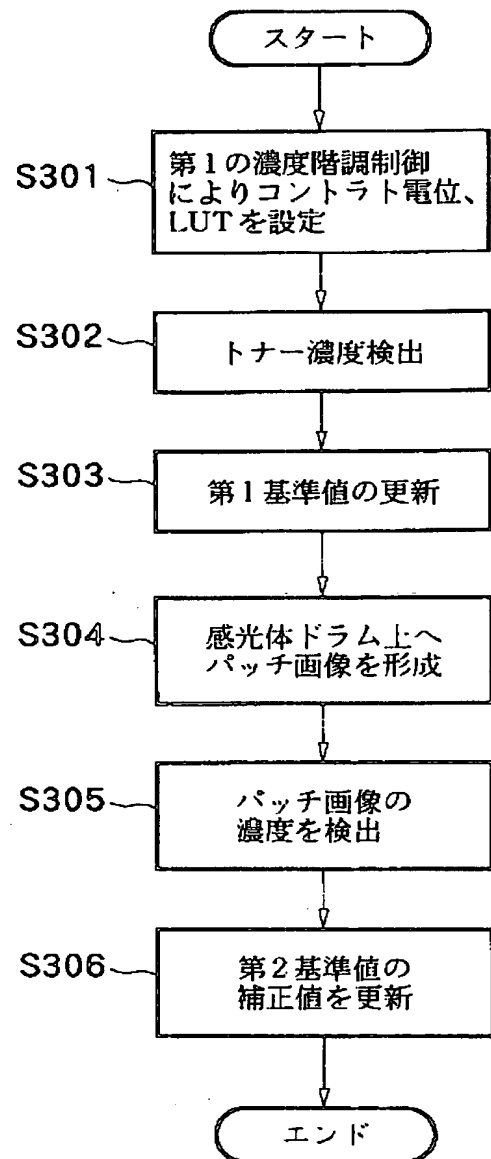 スタート
S301
第1の濃度階調制御
によりコントラト電位、
LUTを設定
S302
トナー濃度検出
S303
第1基準値の更新
S304
感光体ドラム上へ
パッチ画像を形成
S305
パッチ画像の
濃度を検出
S306
第2基準値の
補正値を更新
エンド